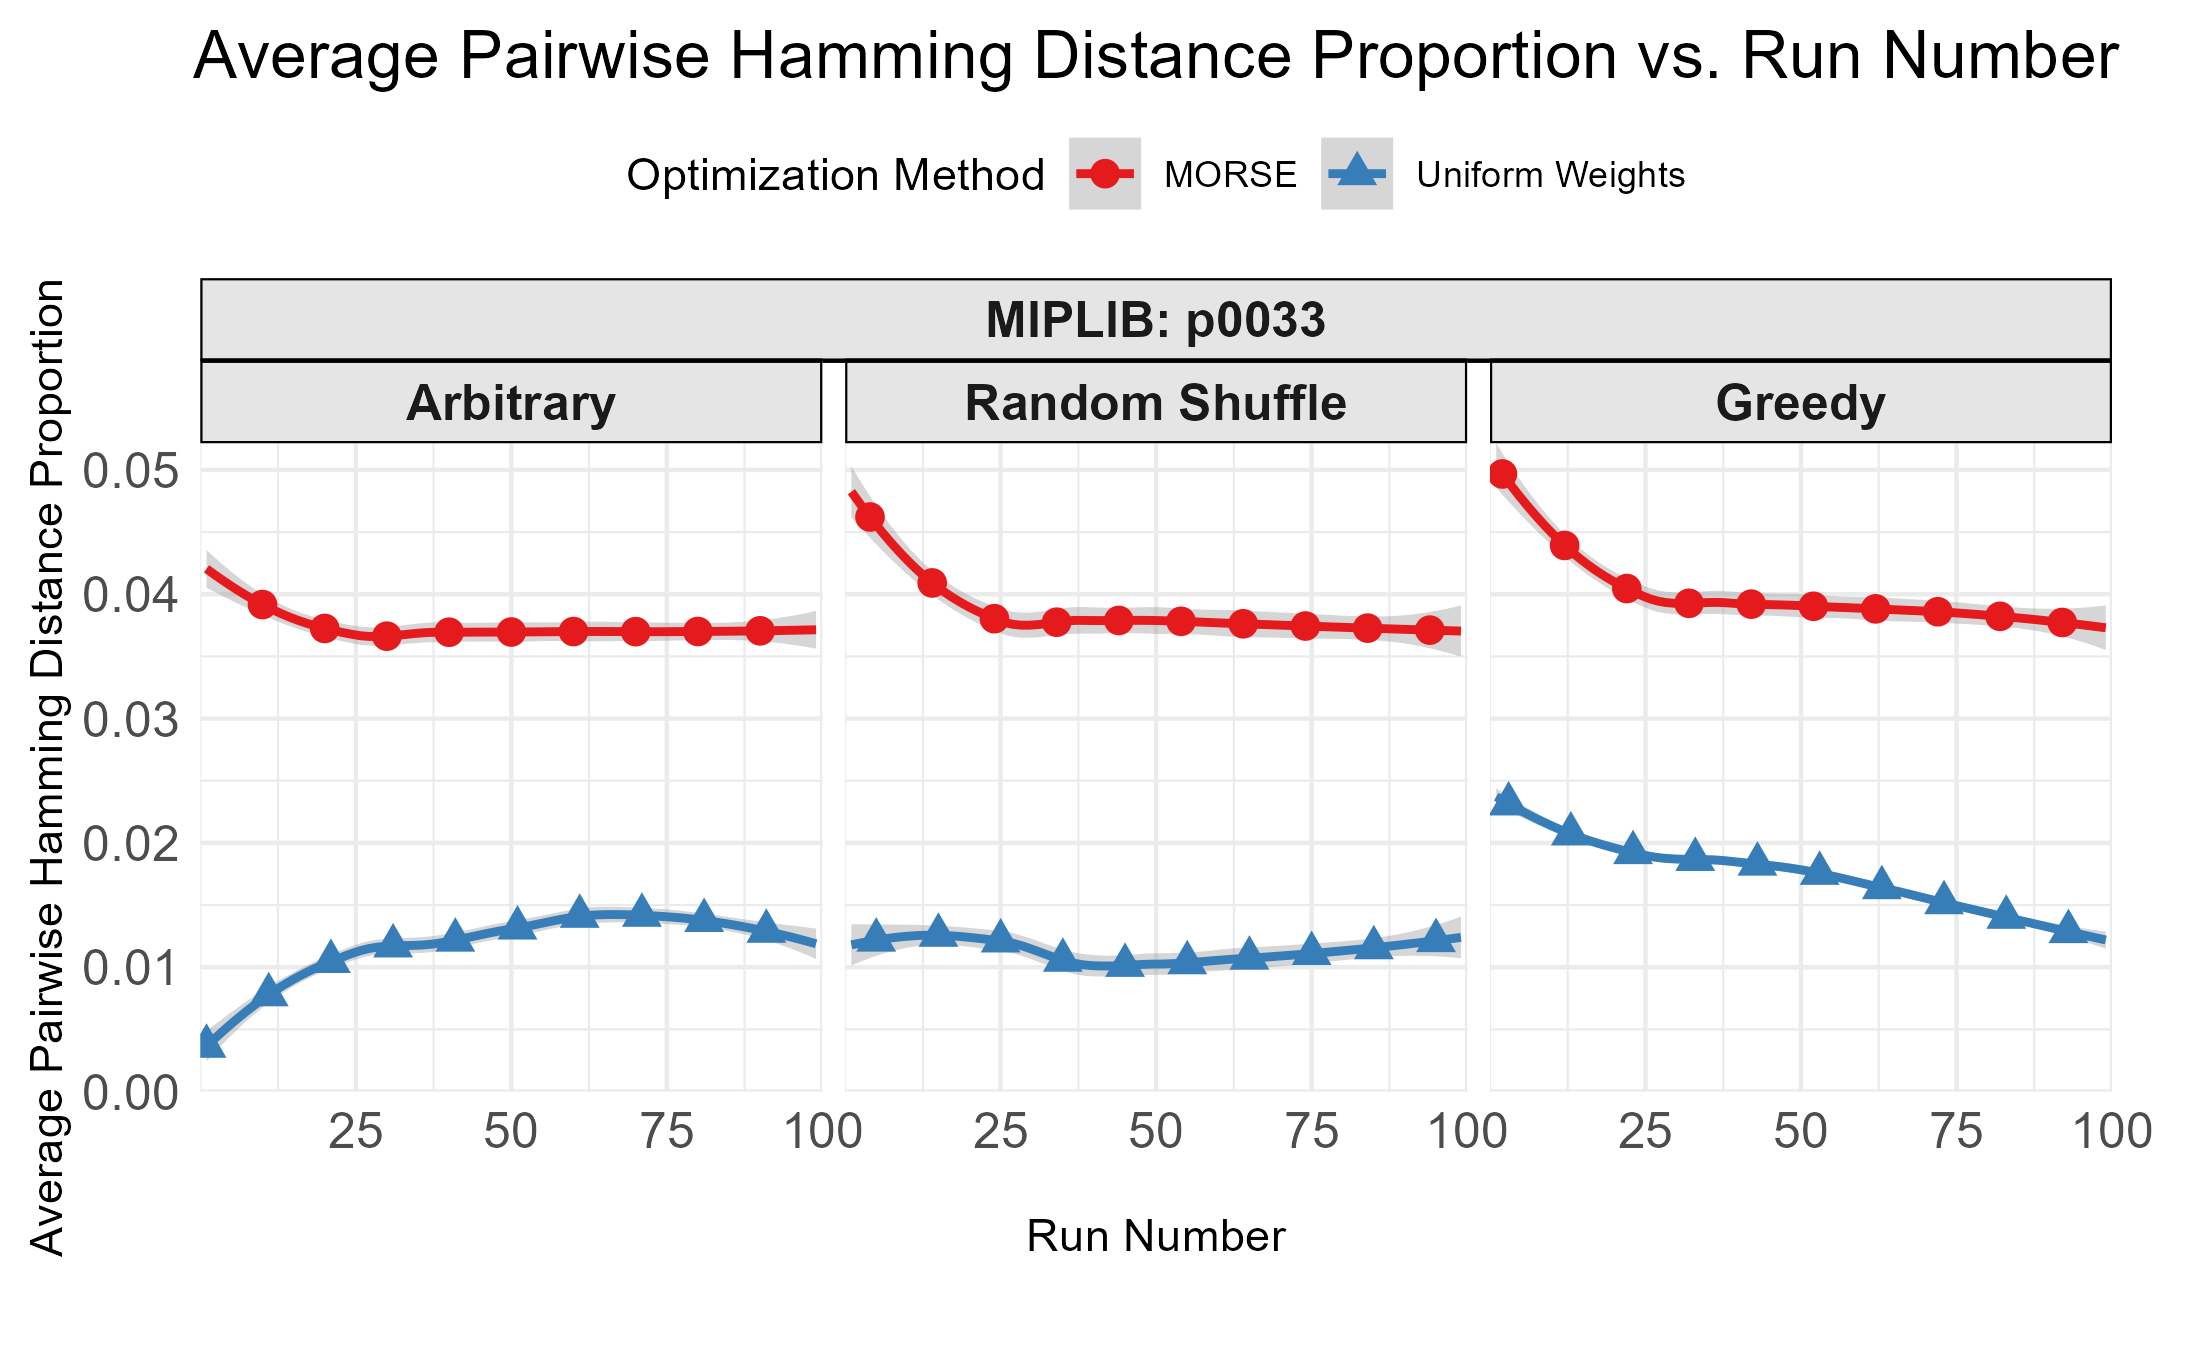 Average Pairwise Hamming Distance Proportion vs. Run Number
Optimization Method MORSE Uniform Weights
MIPLIB: p0033
Arbitrary Random Shuffle Greedy
Average Pairwise Hamming Distance Proportion
0.05
0.04
0.03
0.02
0.01
0.00
25 50 75 100 25 50 75 100 25 50 75 100
Run Number